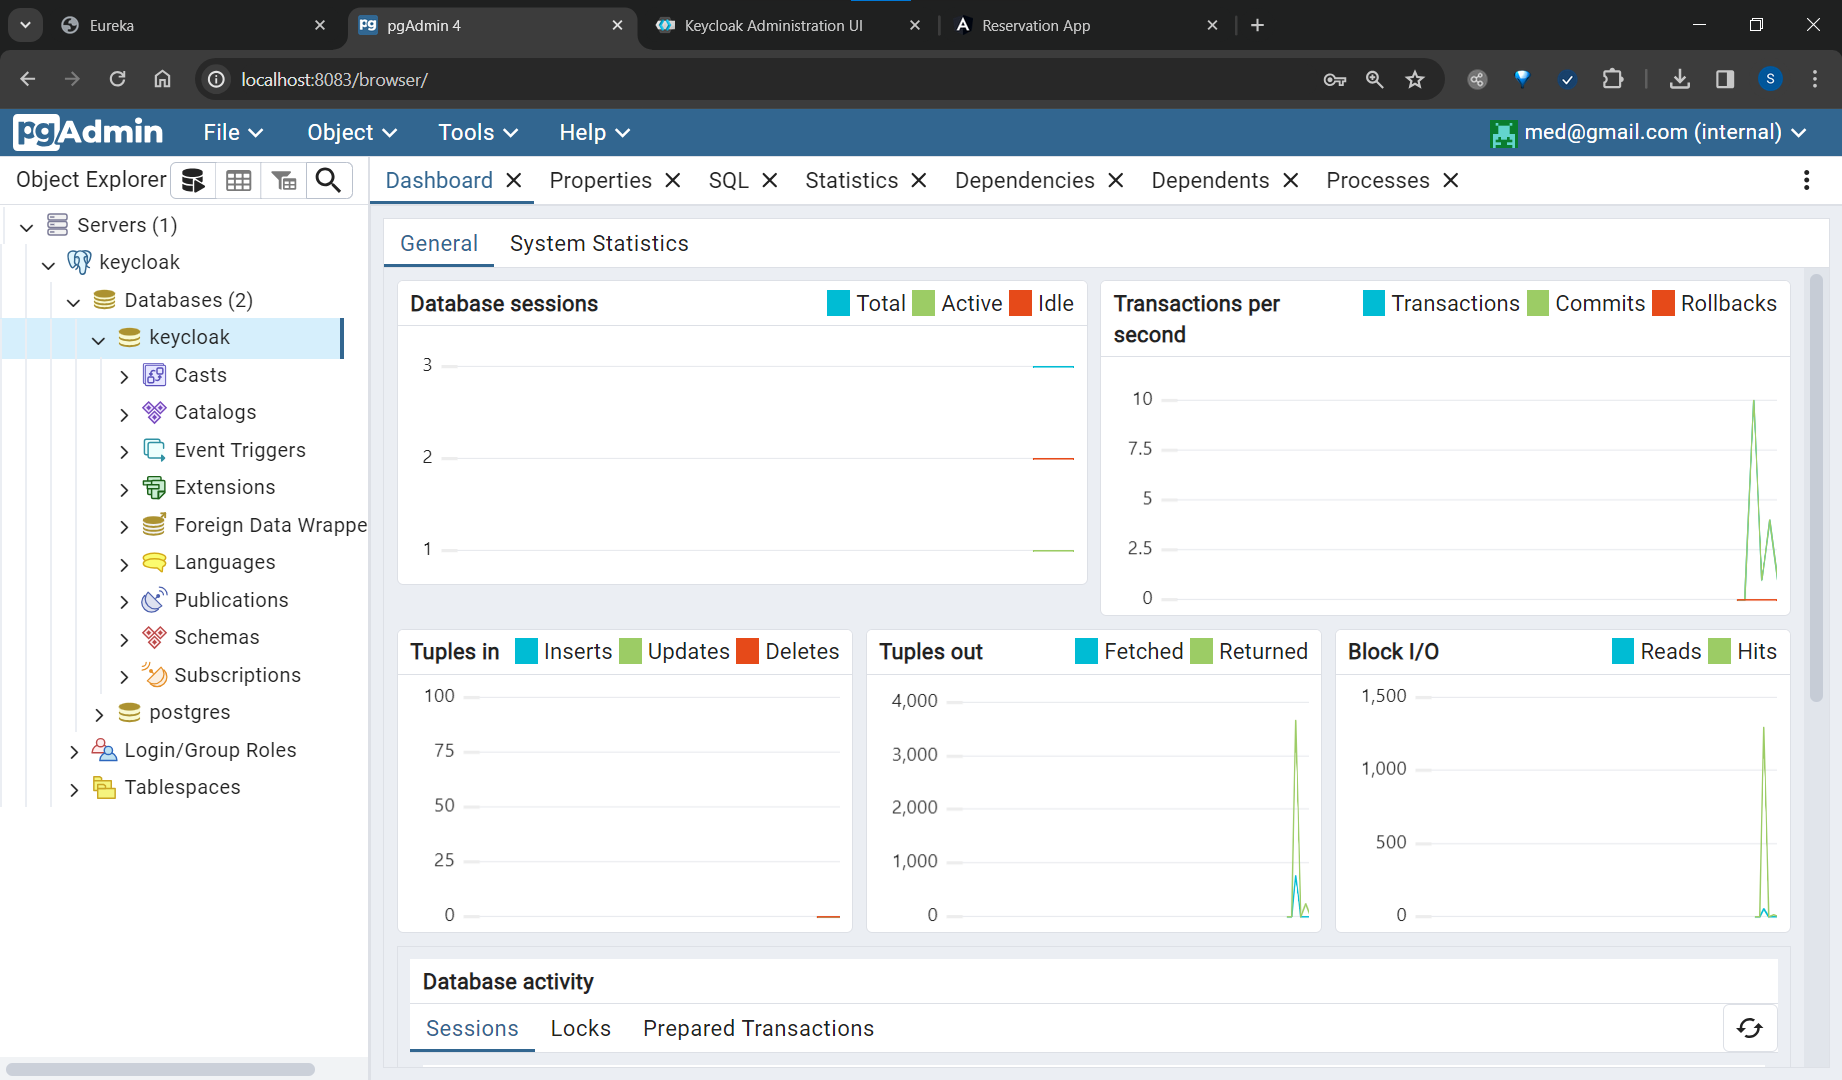 Eureka
pgAdmin 4
Keycloak Administration UI
Reservation App
localhost:8083/browser/
S
pgAdmin
File
Object
Tools
Help
med@gmail.com (internal)
Object Explorer
Dashboard
Properties
SQL
Statistics
Dependencies
Dependents
Processes
Servers (1)
keycloak
Databases (2)
keycloak
Casts
Catalogs
Event Triggers
Extensions
Foreign Data Wrappe
Languages
Publications
Schemas
Subscriptions
postgres
Login/Group Roles
Tablespaces
General
System Statistics
Database sessions
Total Active Idle
3
2
1
Transactions per
second
Transactions Commits Rollbacks
10
7.5
5
2.5
0
Tuples in
Inserts Updates Deletes
100
75
50
25
0
Tuples out
Fetched Returned
4,000
3,000
2,000
1,000
0
Block I/O
Reads Hits
1,500
1,000
500
0
Database activity
Sessions
Locks
Prepared Transactions